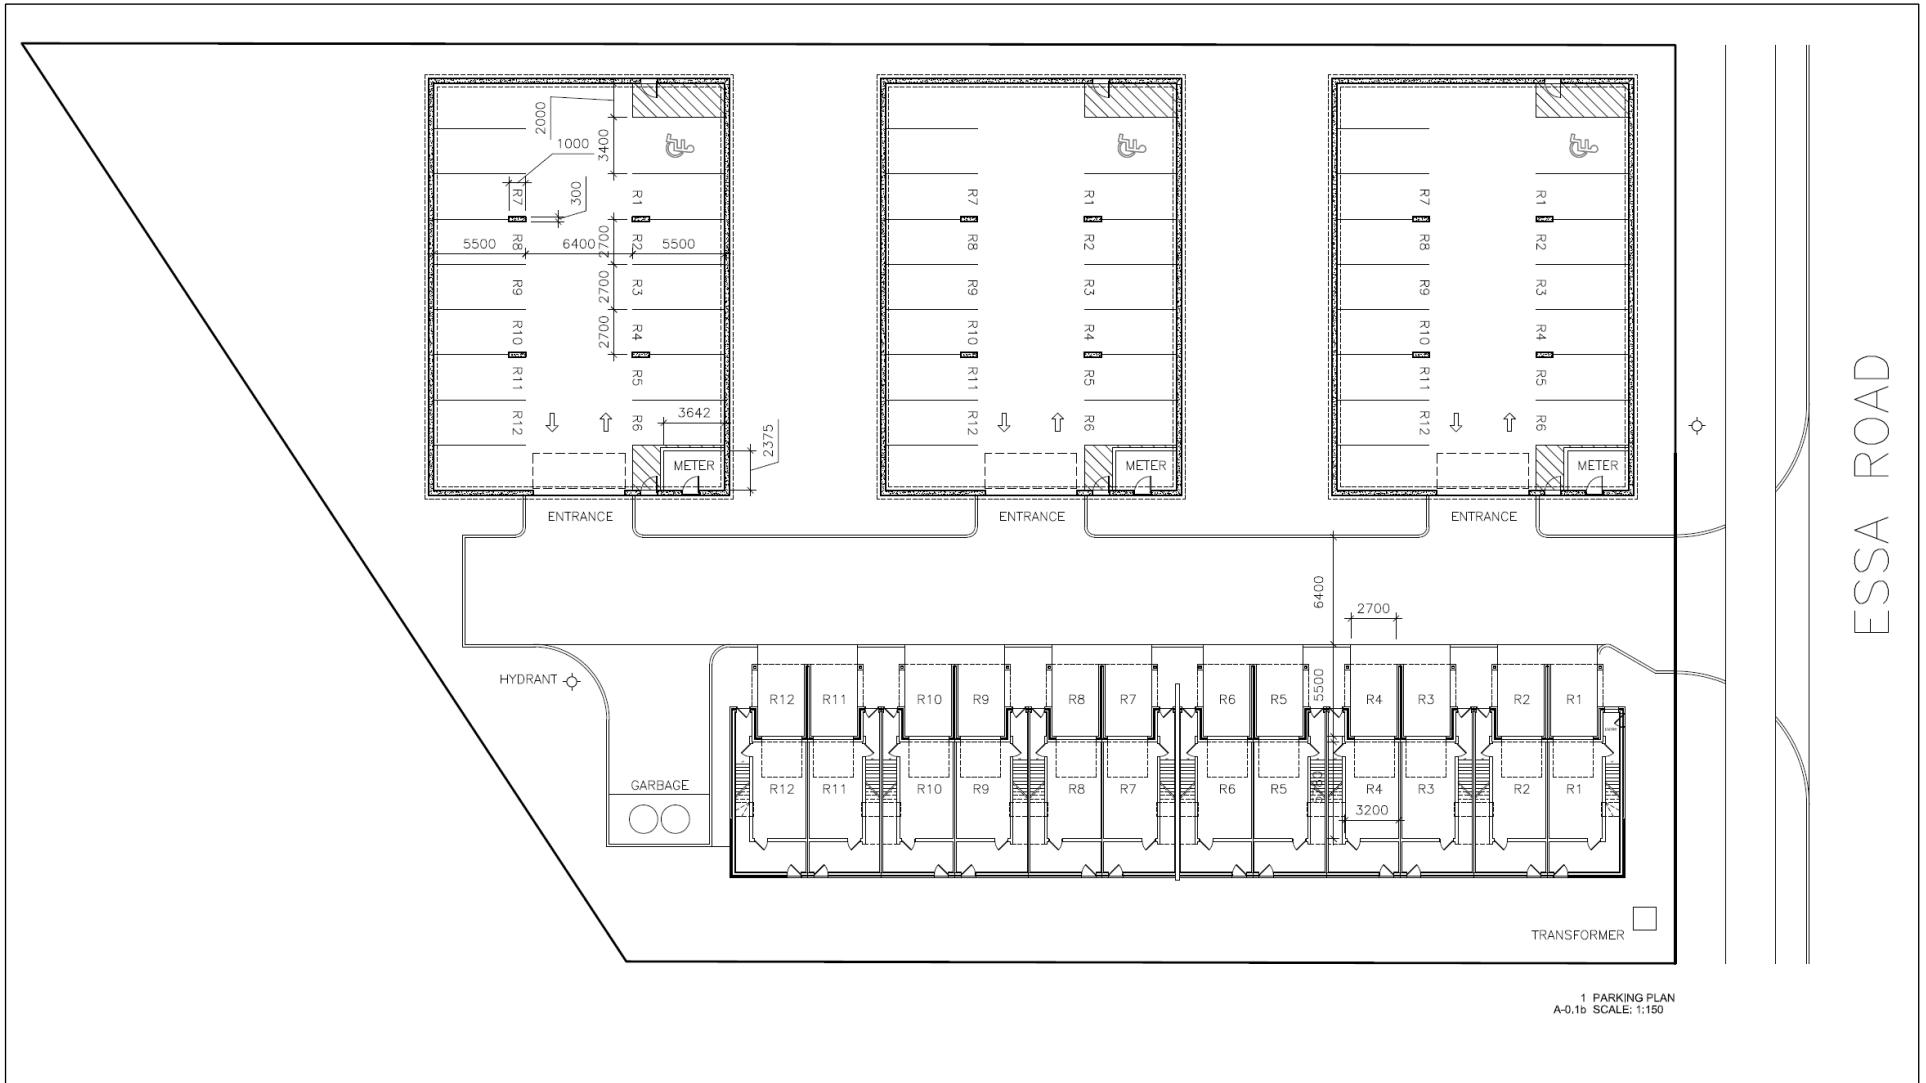 2000
1000
3400
300
R7
R1
R8
R2
2700
5500
6400
5500
R9
R3
2700
R10
R4
2700
R11
R5
R12
R6
3642
2375
METER
ENTRANCE
R7
R1
R8
R2
R9
R3
R10
R4
R11
R5
R12
R6
METER
ENTRANCE
R7
R1
R8
R2
R9
R3
R10
R4
R11
R5
R12
R6
METER
ENTRANCE
ESSA ROAD
6400
2700
HYDRANT
5500
R12 R11 R10 R9 R8 R7 R6 R5 R4 R3 R2 R1
GARBAGE
R12 R11 R10 R9 R8 R7 R6 R5 R4 R3 R2 R1
3200
TRANSFORMER
1 PARKING PLAN
A-0.1b SCALE: 1:150